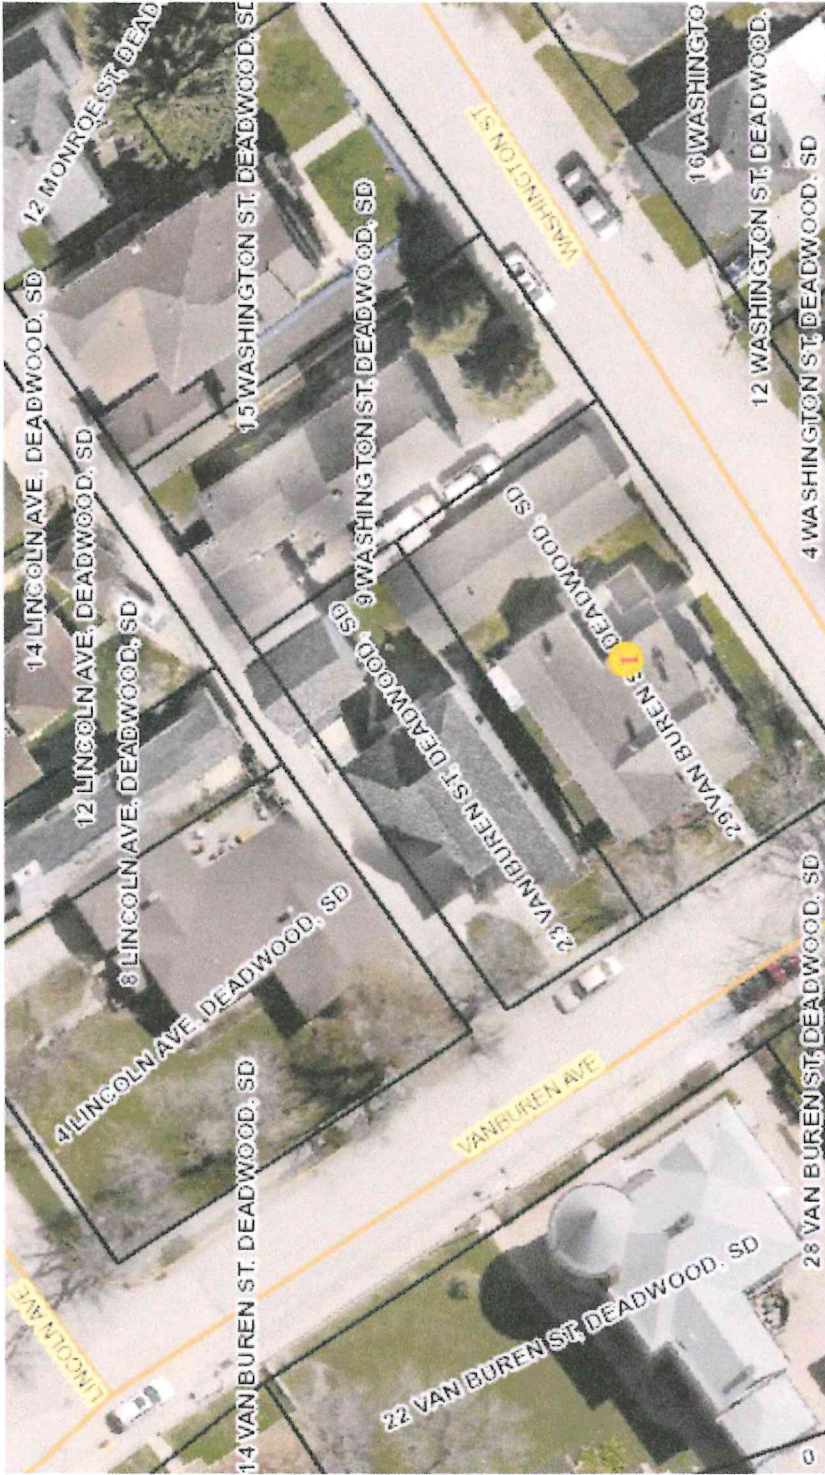 14 LINCOLN AVE, DEADWOOD, SD
12 MONROE ST, DEAD
12 LINCOLN AVE, DEADWOOD, SD
8 LINCOLN AVE, DEADWOOD, SD
4 LINCOLN AVE, DEADWOOD, SD
LINCOLN AVE
14 VAN BUREN ST, DEADWOOD, SD
15 WASHINGTON ST, DEADWOOD, SD
9 WASHINGTON ST, DEADWOOD, SD
WASHINGTON ST
23 VAN BUREN ST, DEADWOOD, SD
29 VAN BUREN S DEADWOOD, SD
1
VANBUREN AVE
22 VAN BUREN ST, DEADWOOD, SD
16 WASHINGTO
12 WASHINGTON ST, DEADWOOD,
4 WASHINGTON ST, DEADWOOD, SD
28 VAN BUREN ST, DEADWOOD, SD
0